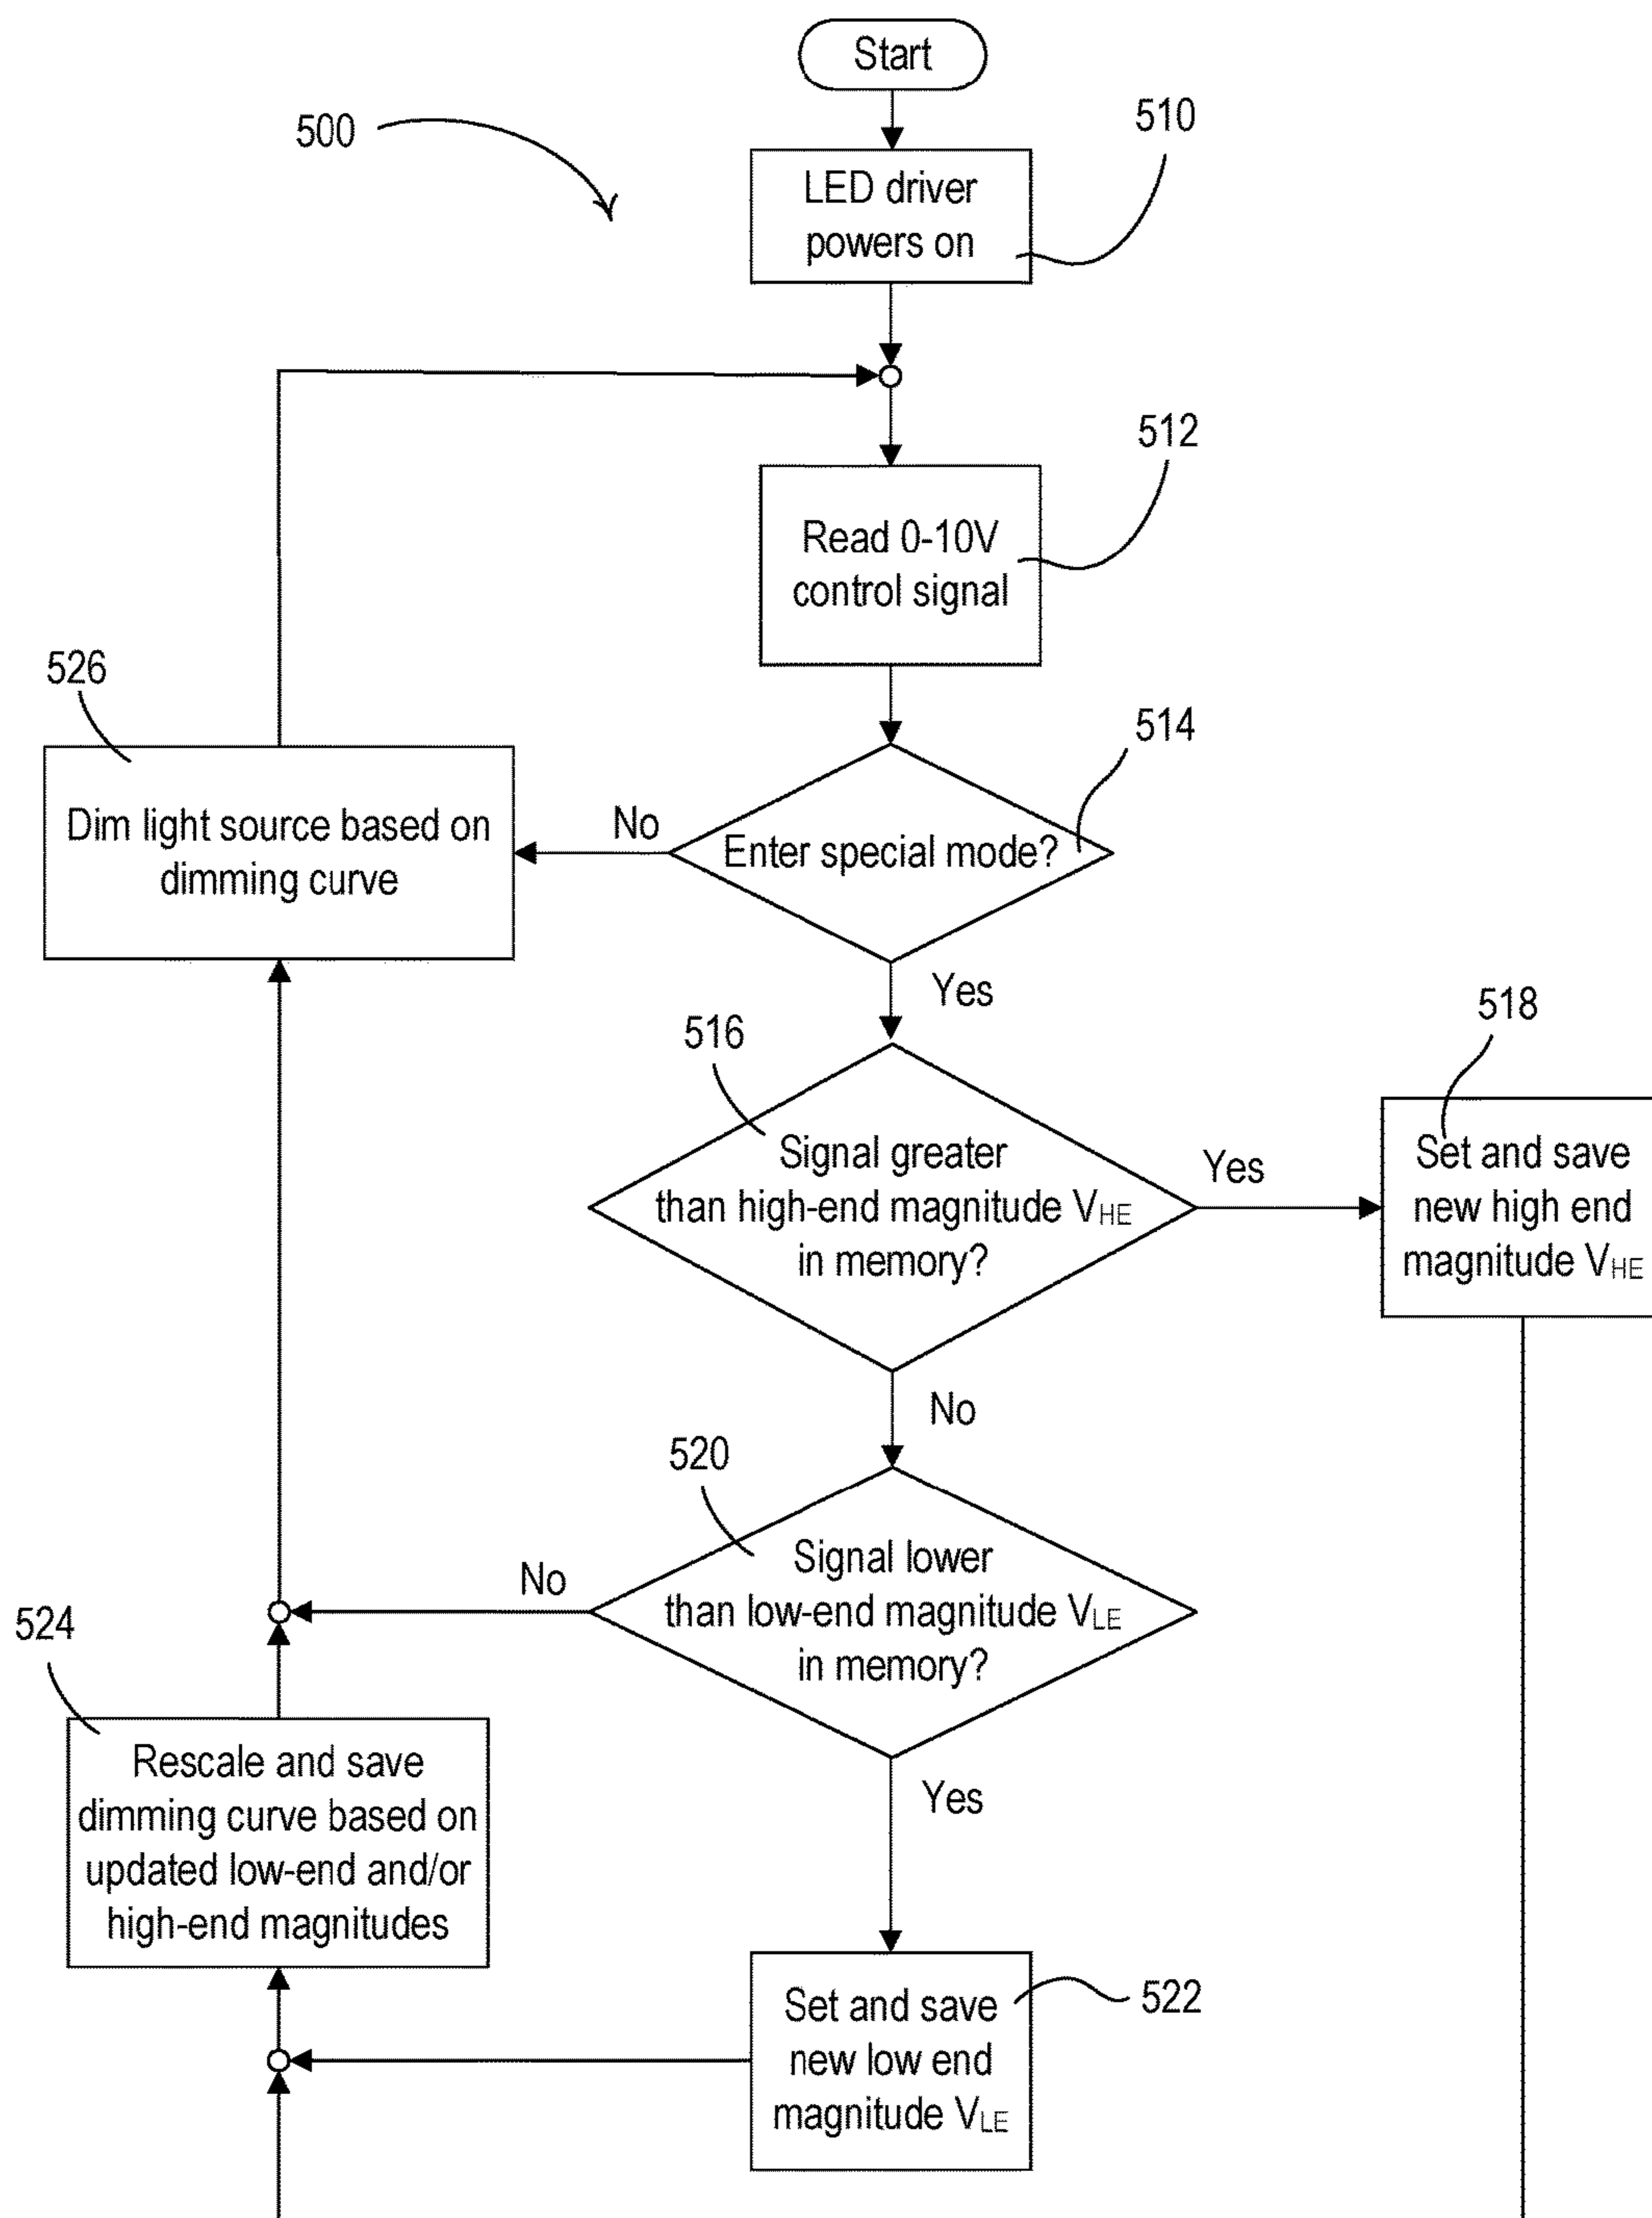 Start
500
510
LED driver
powers on
512
Read 0-10V
control signal
526
514
Dim light source based on
dimming curve
No
Enter special mode?
Yes
516
518
Signal greater
than high-end magnitude VHE
in memory?
Yes
Set and save
new high end
magnitude VHE
No
520
Signal lower
than low-end magnitude VLE
in memory?
No
524
Yes
Rescale and save
dimming curve based on
updated low-end and/or
high-end magnitudes
Set and save
new low end
magnitude VLE
522